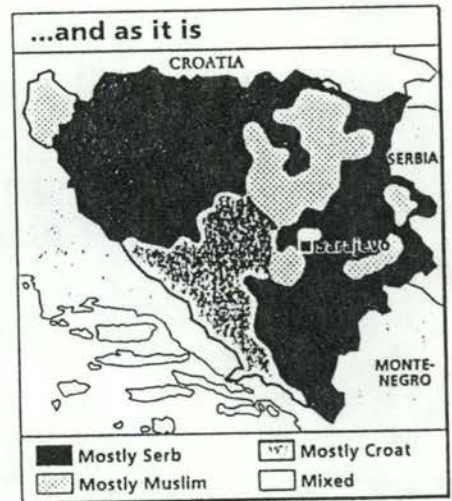 ...and as it is
CROATIA
SERBIA
Sarajevo
MONTE-
NEGRO
Mostly Serb
Mostly Croat
Mostly Muslim
Mixed